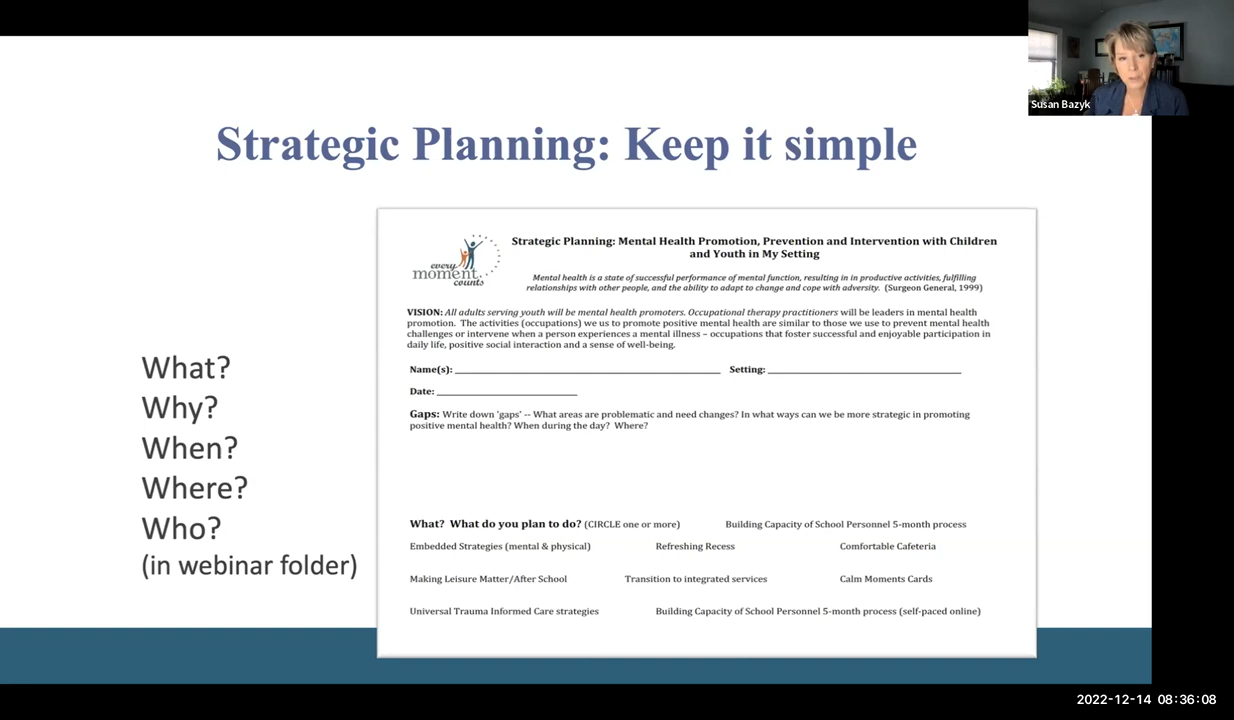 Susan Bazyk
Strategic Planning: Keep it simple
What?
Why?
When?
Where?
Who?
(in webinar folder)
every
moment
counts
Strategic Planning: Mental Health Promotion, Prevention and Intervention with Children
and Youth in My Setting
Mental health is a state of successful performance of mental function, resulting in in productive activities, fulfilling
relationships with other people, and the ability to adapt to change and cope with adversity. (Surgeon General, 1999)
VISION: All adults serving youth will be mental health promoters. Occupational therapy practitioners will be leaders in mental health
promotion. The activities (occupations) we us to promote positive mental health are similar to those we use to prevent mental health
challenges or intervene when a person experiences a mental illness – occupations that foster successful and enjoyable participation in
daily life, positive social interaction and a sense of well-being.
Name(s): Setting:
Date:
Gaps: Write down 'gaps' -- What areas are problematic and need changes? In what ways can we be more strategic in promoting
positive mental health? When during the day? Where?
What? What do you plan to do? (CIRCLE one or more) Building Capacity of School Personnel 5-month process
Embedded Strategies (mental & physical) Refreshing Recess Comfortable Cafeteria
Making Leisure Matter/After School Transition to integrated services Calm Moments Cards
Universal Trauma Informed Care strategies Building Capacity of School Personnel 5-month process (self-paced online)
2022-12-14 08:36:08